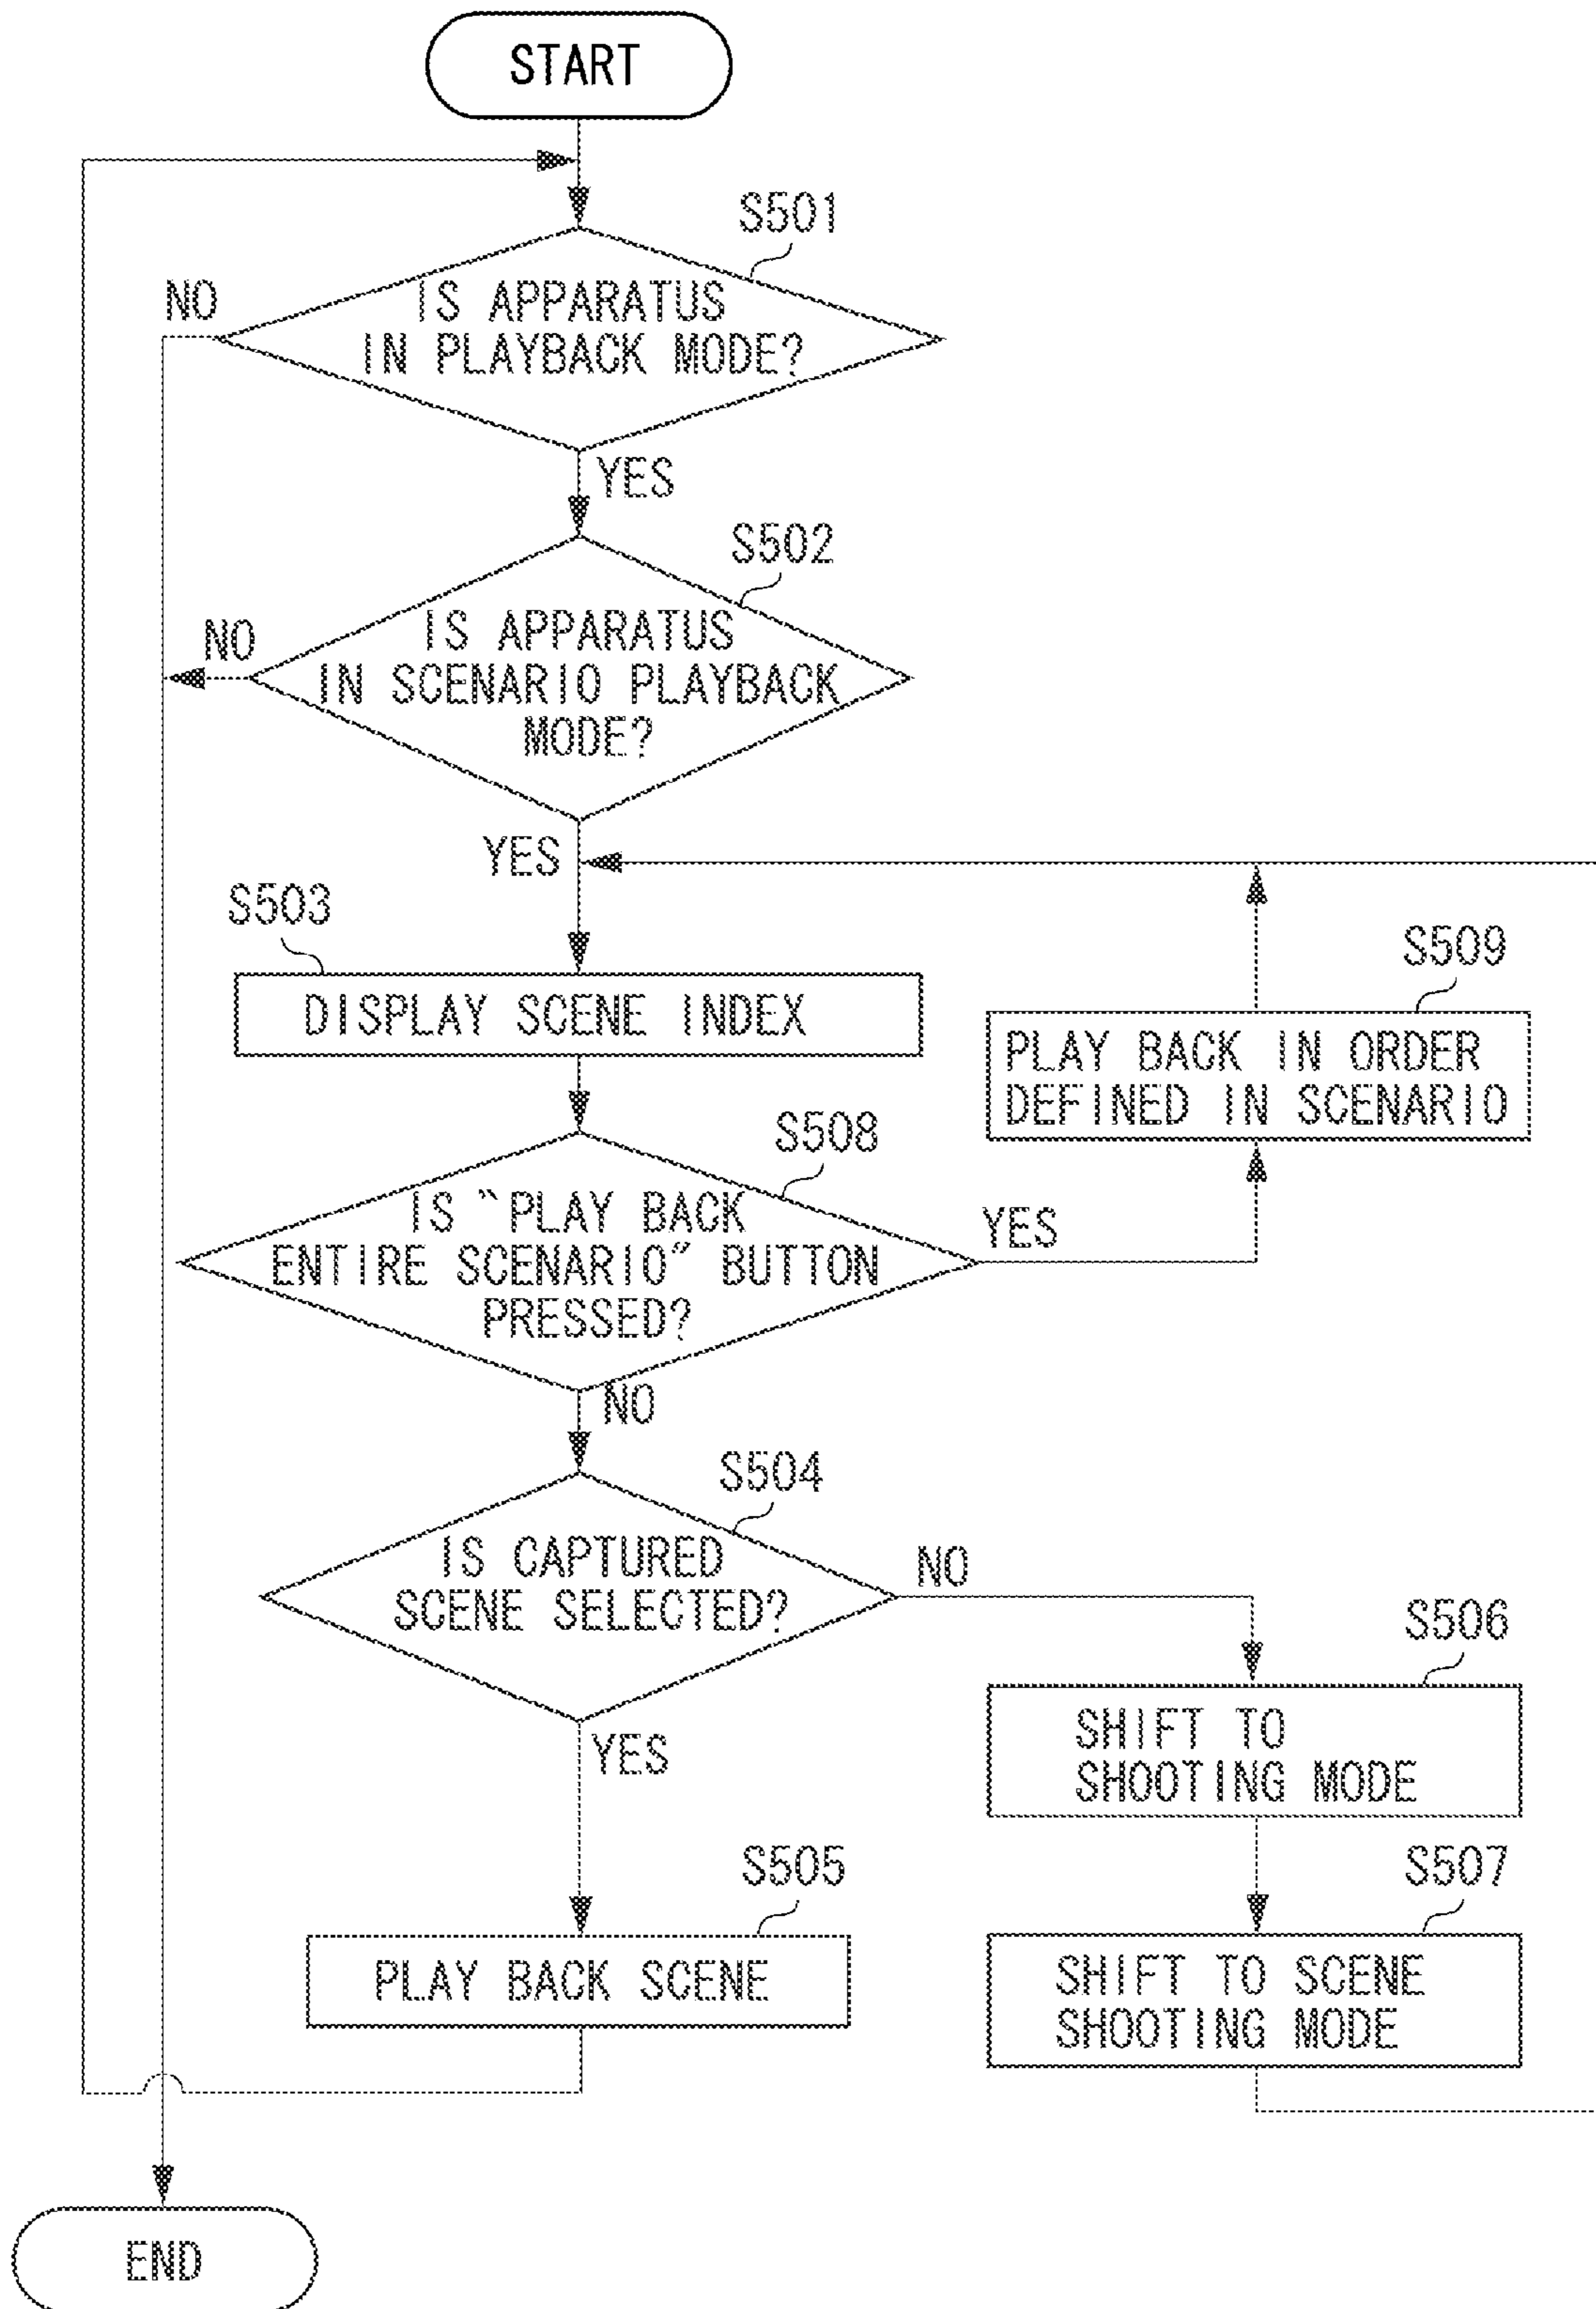 START
S501
NO
IS APPARATUS
IN PLAYBACK MODE?
YES
S502
NO
IS APPARATUS
IN SCENARIO PLAYBACK
MODE?
YES
S503
DISPLAY SCENE INDEX
S509
PLAY BACK IN ORDER
DEFINED IN SCENARIO
S508
IS “PLAY BACK
ENTIRE SCENARIO” BUTTON
PRESSED?
YES
NO
S504
IS CAPTURED
SCENE SELECTED?
NO
YES
S506
SHIFT TO
SHOOTING MODE
S505
PLAY BACK SCENE
S507
SHIFT TO SCENE
SHOOTING MODE
END